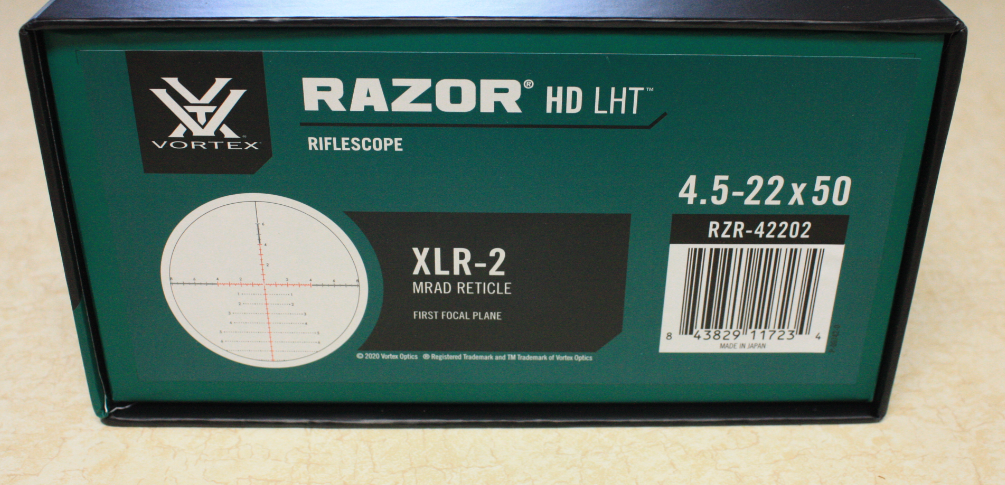 VORTEX
RAZOR® HD LHT™
RIFLESCOPE
4.5-22x50
RZR-42202
XLR-2
MRAD RETICLE
FIRST FOCAL PLANE
8 43829 11723 4
MADE IN JAPAN
© 2020 Vortex Optics ® Registered Trademark and TM Trademark of Vortex Optics